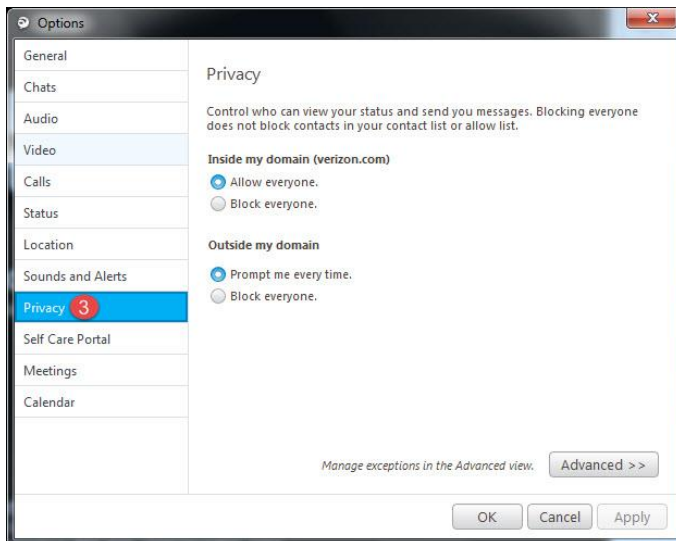 Options
General
Chats
Audio
Video
Calls
Status
Location
Sounds and Alerts
Privacy 3
Self Care Portal
Meetings
Calendar
Privacy
Control who can view your status and send you messages. Blocking everyone
does not block contacts in your contact list or allow list.
Inside my domain (verizon.com)
Allow everyone.
Block everyone.
Outside my domain
Prompt me every time.
Block everyone.
Manage exceptions in the Advanced view. Advanced >>
OK Cancel Apply